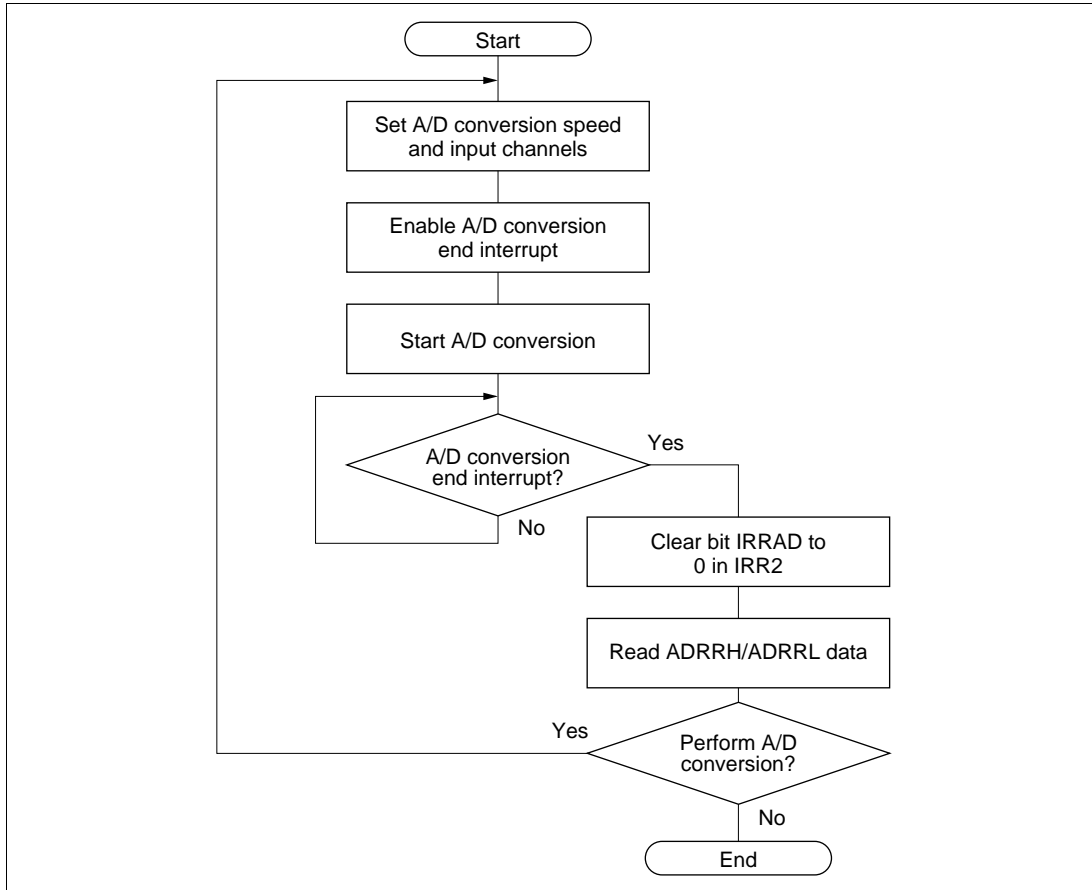 Start
Set A/D conversion speed
and input channels
Enable A/D conversion
end interrupt
Start A/D conversion
A/D conversion
end interrupt?
Yes
No
Clear bit IRRAD to
0 in IRR2
Read ADRRH/ADRRL data
Yes
Perform A/D
conversion?
No
End